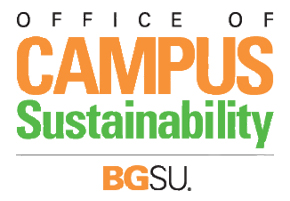 OFFICE OF
CAMPUS
Sustainability
BGSU.